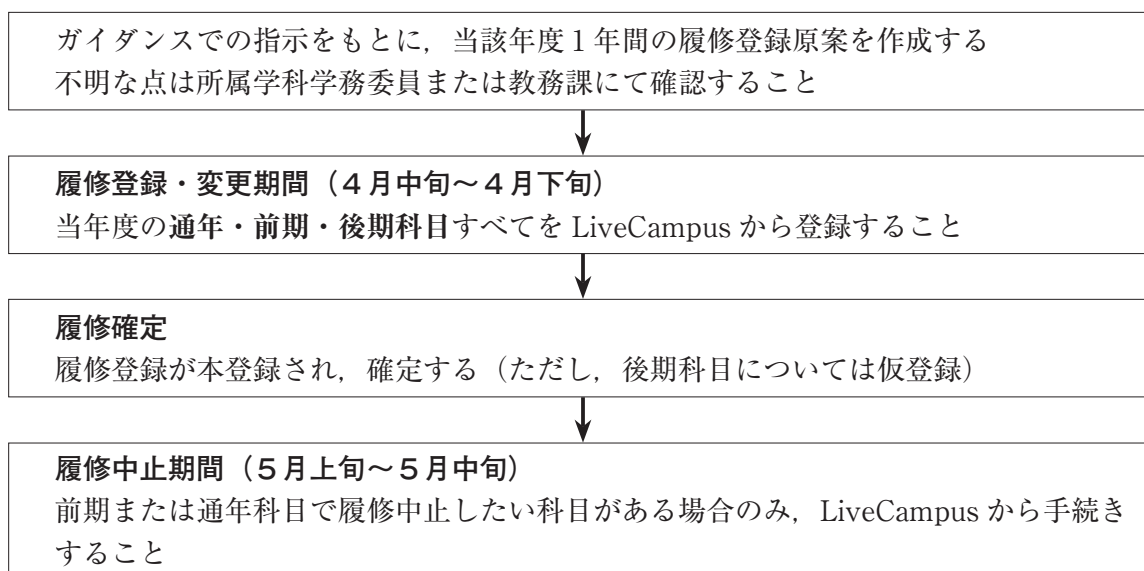 ガイダンスでの指示をもとに，当該年度１年間の履修登録原案を作成する
不明な点は所属学科学務委員または教務課にて確認すること
履修登録・変更期間（４月中旬～４月下旬）
当年度の通年・前期・後期科目すべてを LiveCampus から登録すること
履修確定
履修登録が本登録され，確定する（ただし，後期科目については仮登録）
履修中止期間（５月上旬～５月中旬）
前期または通年科目で履修中止したい科目がある場合のみ，LiveCampus から手続き
すること